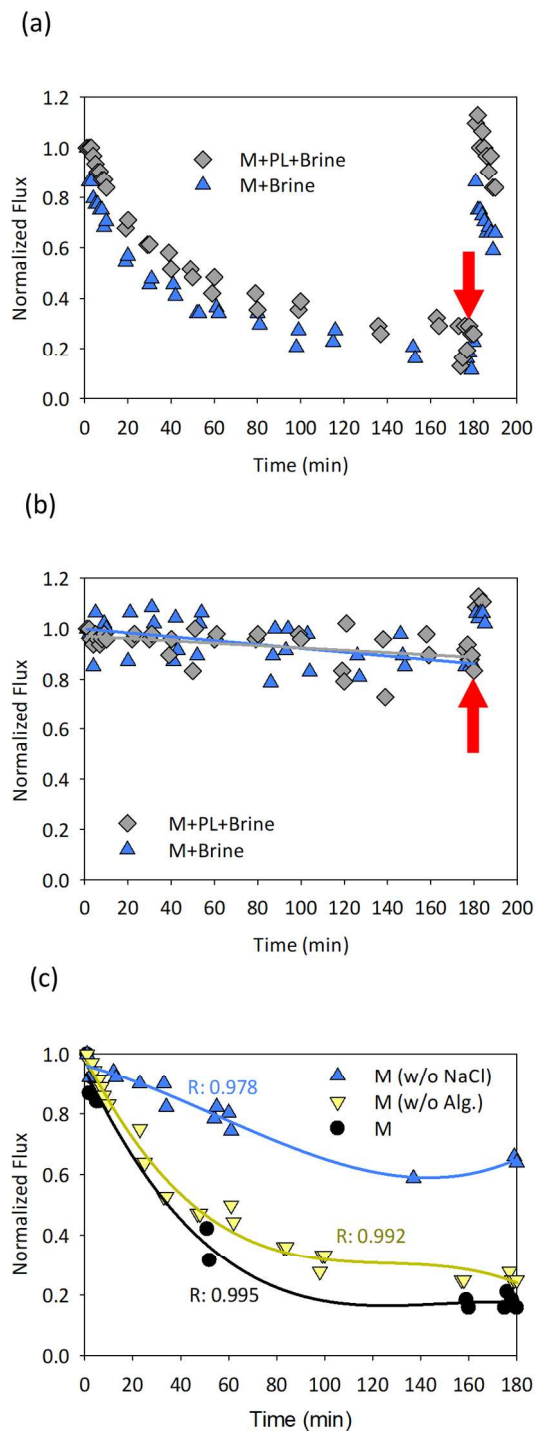 (a)
Normalized Flux
1.2
1.0
0.8
0.6
0.4
0.2
0.0
M+PL+Brine
M+Brine
0 20 40 60 80 100 120 140 160 180 200
Time (min)
(b)
Normalized Flux
1.2
1.0
0.8
0.6
0.4
0.2
0.0
M+PL+Brine
M+Brine
0 20 40 60 80 100 120 140 160 180 200
Time (min)
(c)
Normalized Flux
1.0
0.8
0.6
0.4
0.2
0.0
R: 0.978
M (w/o NaCl)
M (w/o Alg.)
M
R: 0.992
R: 0.995
0 20 40 60 80 100 120 140 160 180
Time (min)